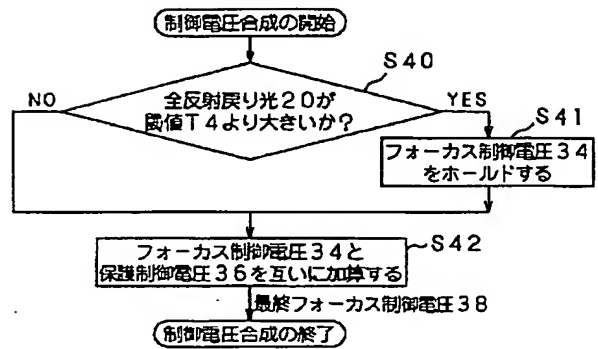 制御電圧合成の開始
S40
全反射戻り光20が
閾値T4より大きいか?
NO
YES
S41
フォーカス制御電圧34
をホールドする
フォーカス制御電圧34と
保護制御電圧36を互いに加算する
S42
最終フォーカス制御電圧38
制御電圧合成の終了